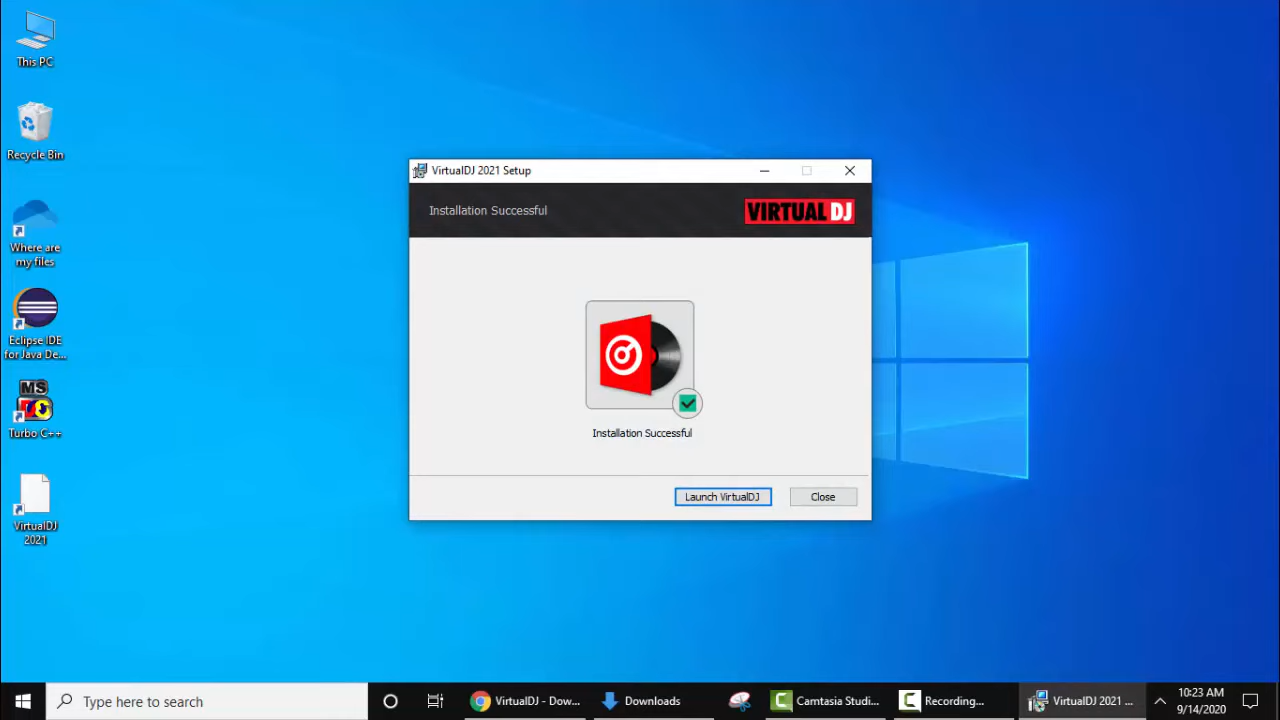 This PC
Recycle Bin
Where are
my files
Eclipse IDE
for Java De...
MS
Turbo C++
VirtualDJ
2021
VirtualDJ 2021 Setup
Installation Successful
VIRTUAL DJ
Installation Successful
Launch VirtualDJ
Close
Type here to search
VirtualDJ - Dow...
Downloads
Camtasia Studi...
Recording...
VirtualDJ 2021 ...
10:23 AM
9/14/2020